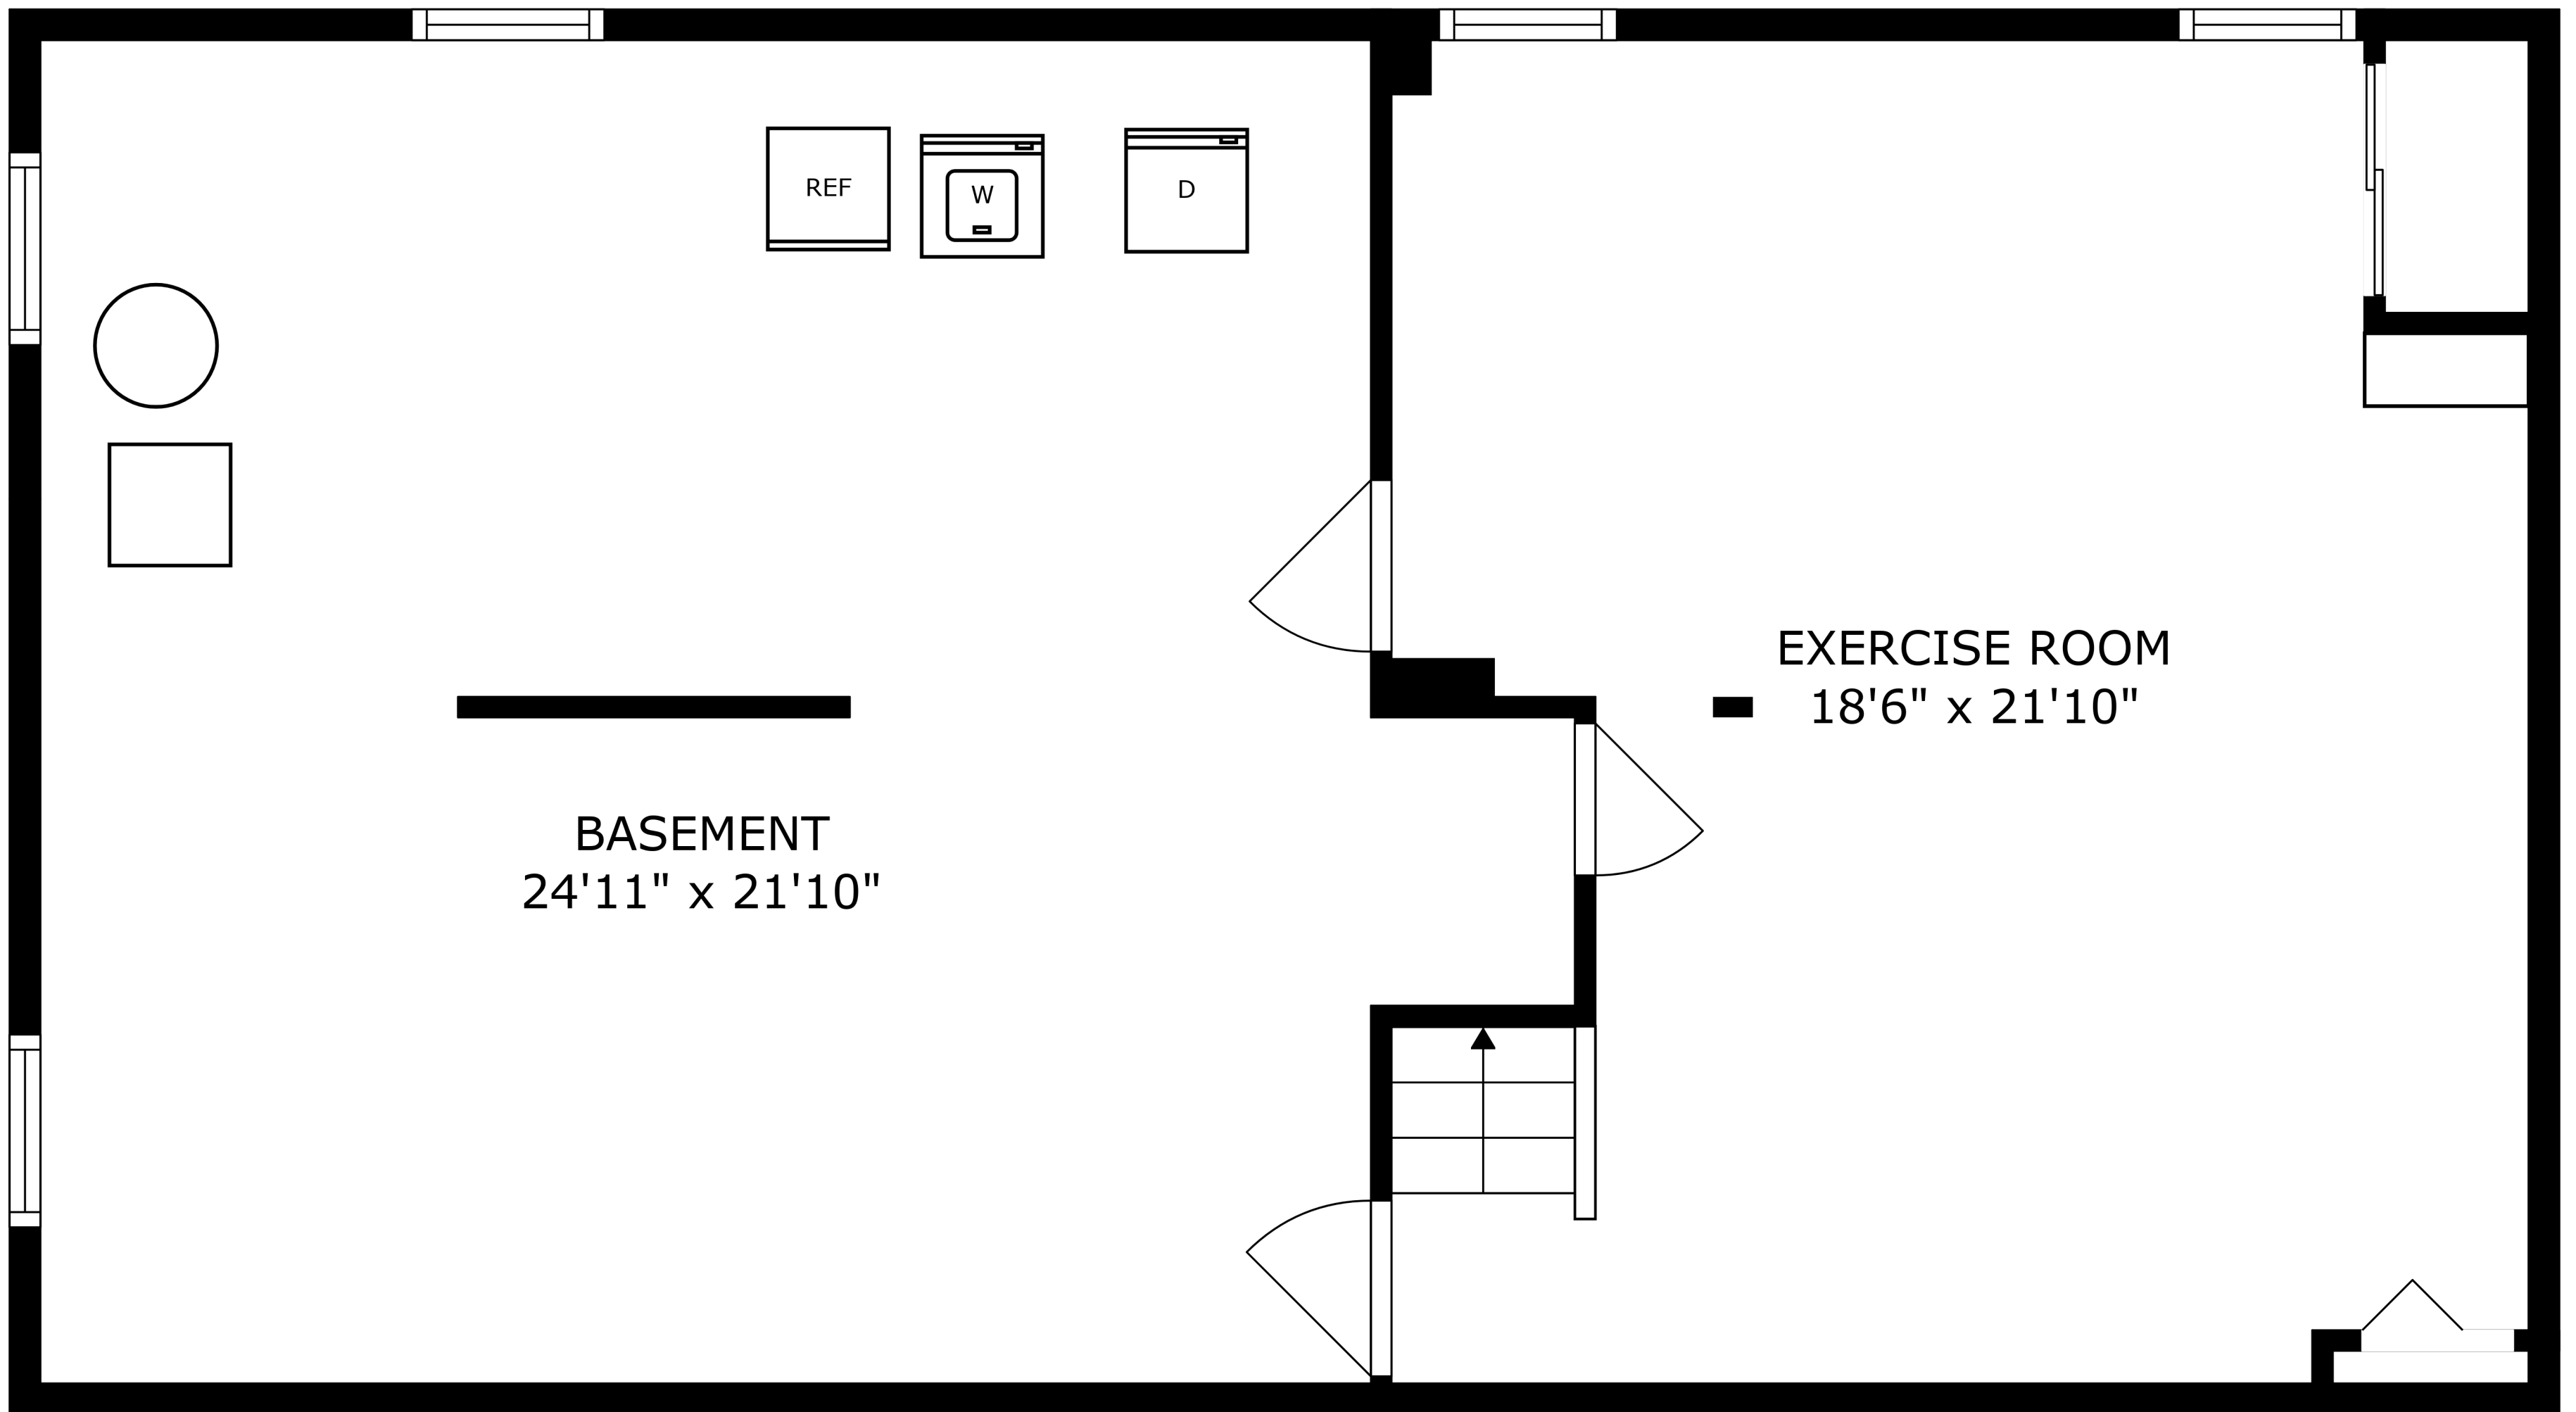 REF
W
D
EXERCISE ROOM
18'6" x 21'10"
BASEMENT
24'11" x 21'10"